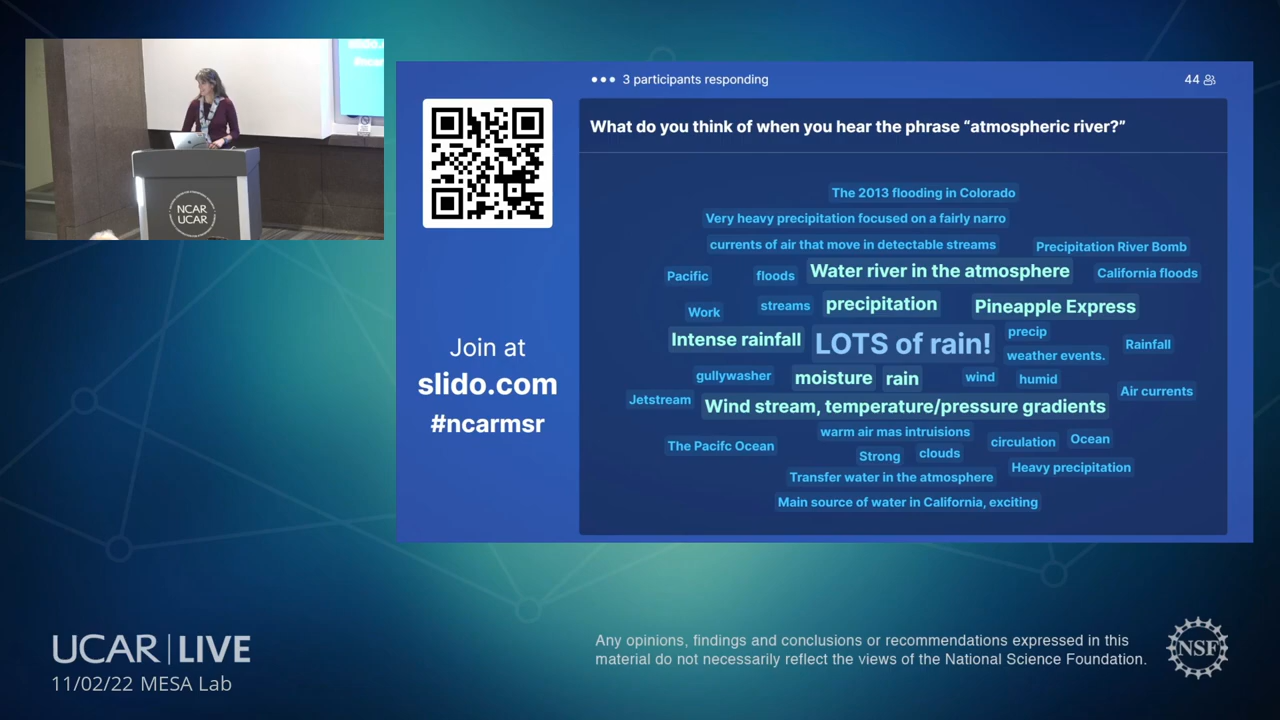 slido.
#ncar
NCAR
UCAR
3 participants responding
44
What do you think of when you hear the phrase “atmospheric river?”
The 2013 flooding in Colorado
Very heavy precipitation focused on a fairly narro
currents of air that move in detectable streams
Precipitation River Bomb
Pacific
floods
Water river in the atmosphere
California floods
Work
streams
precipitation
Pineapple Express
Intense rainfall
LOTS of rain!
precip
weather events.
Rainfall
gullywasher
moisture
rain
wind
humid
Jetstream
Wind stream, temperature/pressure gradients
Air currents
warm air mas intruisions
The Pacifc Ocean
Strong
clouds
circulation
Ocean
Transfer water in the atmosphere
Heavy precipitation
Main source of water in California, exciting
Join at
slido.com
#ncarmsr
UCAR | LIVE
11/02/22 MESA Lab
Any opinions, findings and conclusions or recommendations expressed in this
material do not necessarily reflect the views of the National Science Foundation.
NSF